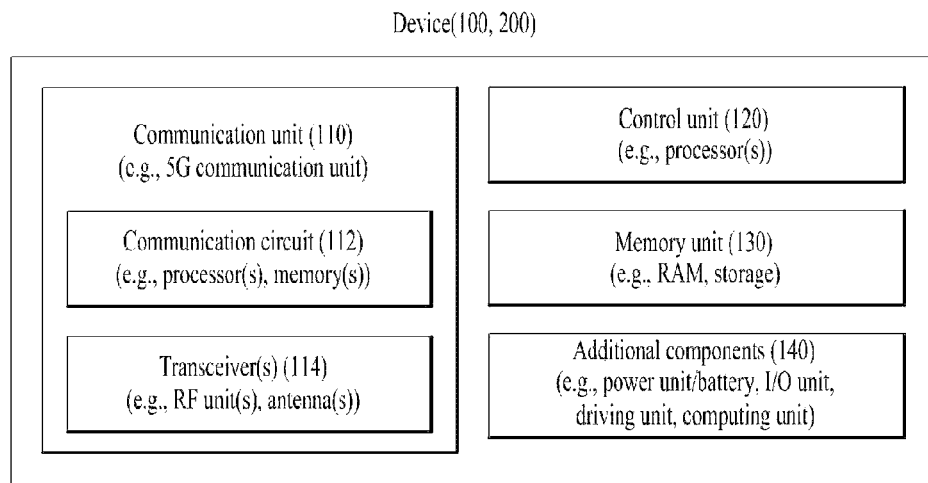 Device(100, 200)
Communication unit (110)
(e.g., 5G communication unit)
Communication circuit (112)
(e.g., processor(s), memory(s))
Transceiver(s) (114)
(e.g., RF unit(s), antenna(s))
Control unit (120)
(e.g., processor(s))
Memory unit (130)
(e.g., RAM, storage)
Additional components (140)
(e.g., power unit/battery, I/O unit,
driving unit, computing unit)